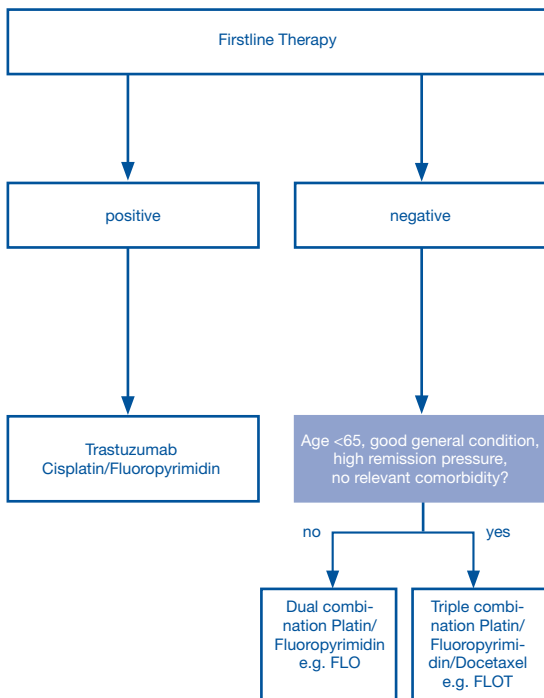 Firstline Therapy
positive
negative
Trastuzumab
Cisplatin/Fluoropyrimidin
Age <65, good general condition,
high remission pressure,
no relevant comorbidity?
no
yes
Dual combi-
nation Platin/
Fluoropyrimidin
e.g. FLO
Triple combi-
nation Platin/
Fluoropyrimi-
din/Docetaxel
e.g. FLOT